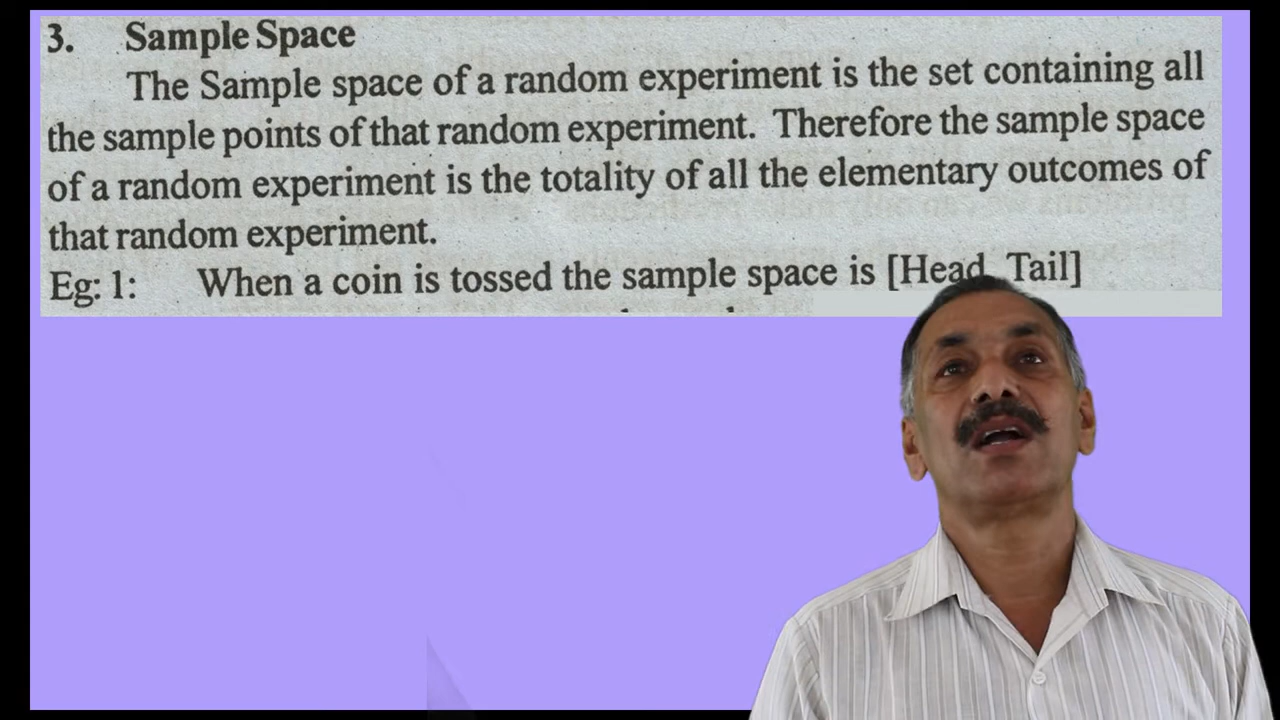 3. Sample Space
The Sample space of a random experiment is the set containing all
the sample points of that random experiment. Therefore the sample space
of a random experiment is the totality of all the elementary outcomes of
that random experiment.
Eg: 1: When a coin is tossed the sample space is [Head Tail]